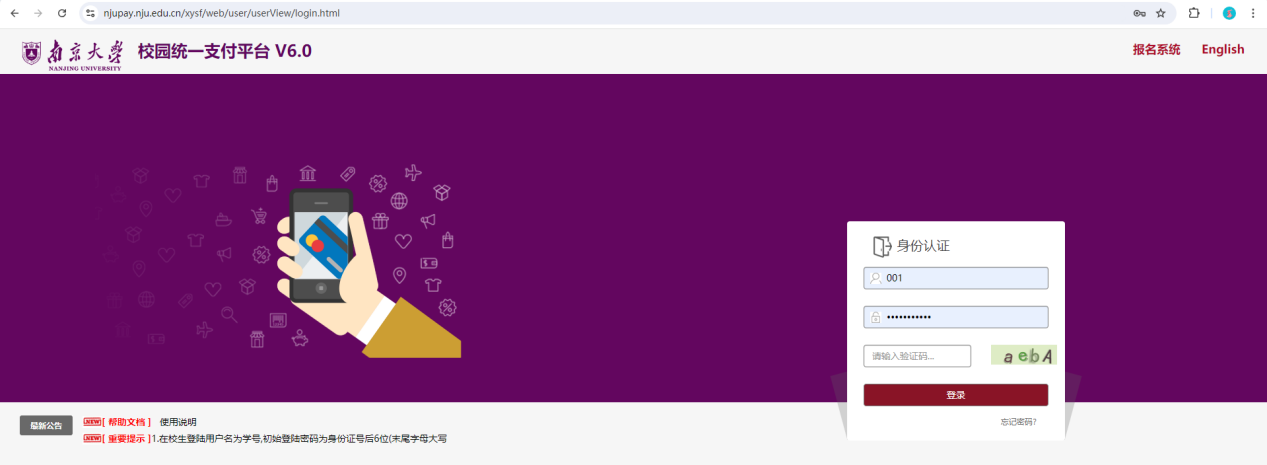 njupay.nju.edu.cn/xysf/web/user/userView/login.html
南京大学
NANJING UNIVERSITY
校园统一支付平台 V6.0
报名系统 English
身份认证
001
•••••••••••
请输入验证码...
a e b A
登录
忘记密码?
最新公告
NEW [ 帮助文档 ] 使用说明
NEW [ 重要提示 ]1.在校生登陆用户名为学号,初始登陆密码为身份证号后6位(末尾字母大写